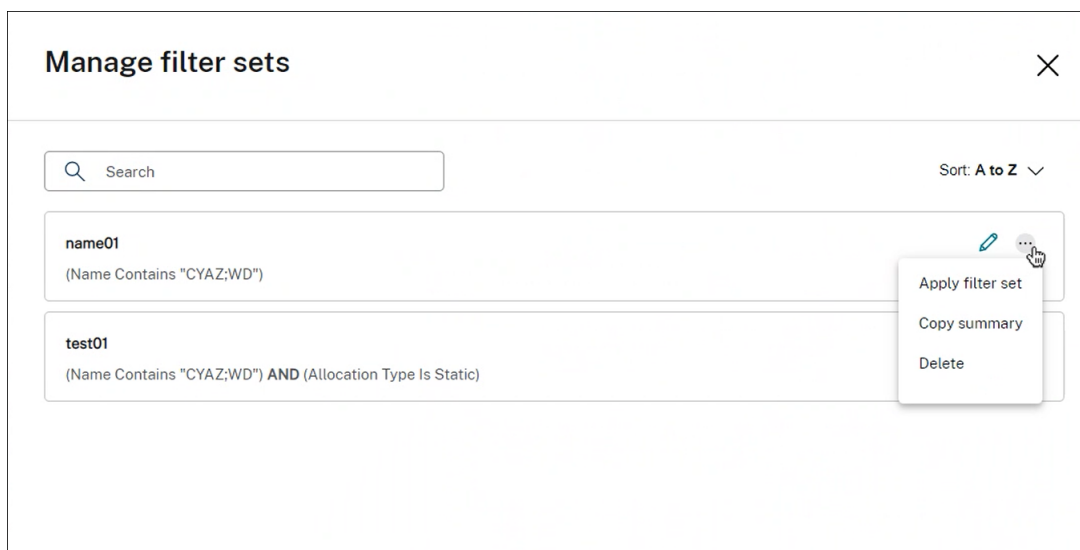 Manage filter sets
Search
Sort: A to Z
name01
(Name Contains "CYAZ;WD")
Apply filter set
Copy summary
Delete
test01
(Name Contains "CYAZ;WD") AND (Allocation Type Is Static)